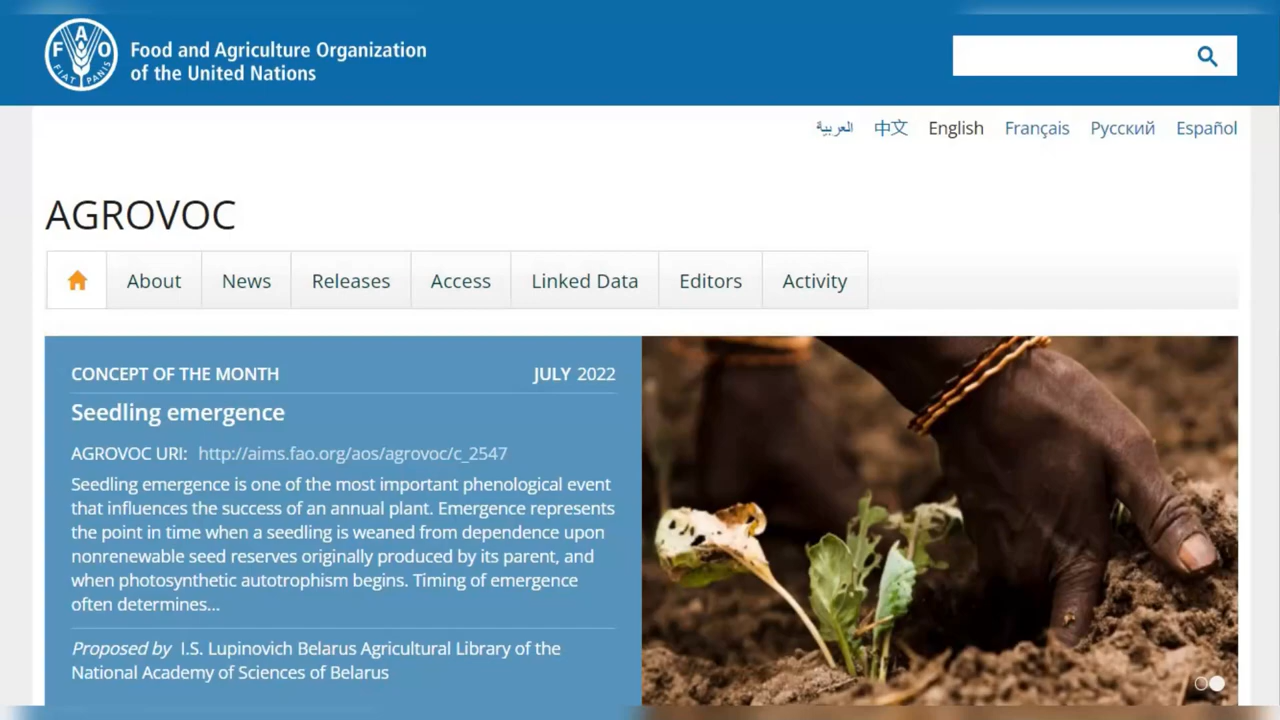 FAO
FIAT PANIS
Food and Agriculture Organization
of the United Nations
العربية 中文 English Français Русский Español
AGROVOC
About News Releases Access Linked Data Editors Activity
CONCEPT OF THE MONTH JULY 2022
Seedling emergence
AGROVOC URI: http://aims.fao.org/aos/agrovoc/c_2547
Seedling emergence is one of the most important phenological event
that influences the success of an annual plant. Emergence represents
the point in time when a seedling is weaned from dependence upon
nonrenewable seed reserves originally produced by its parent, and
when photosynthetic autotrophism begins. Timing of emergence
often determines...
Proposed by I.S. Lupinovich Belarus Agricultural Library of the
National Academy of Sciences of Belarus